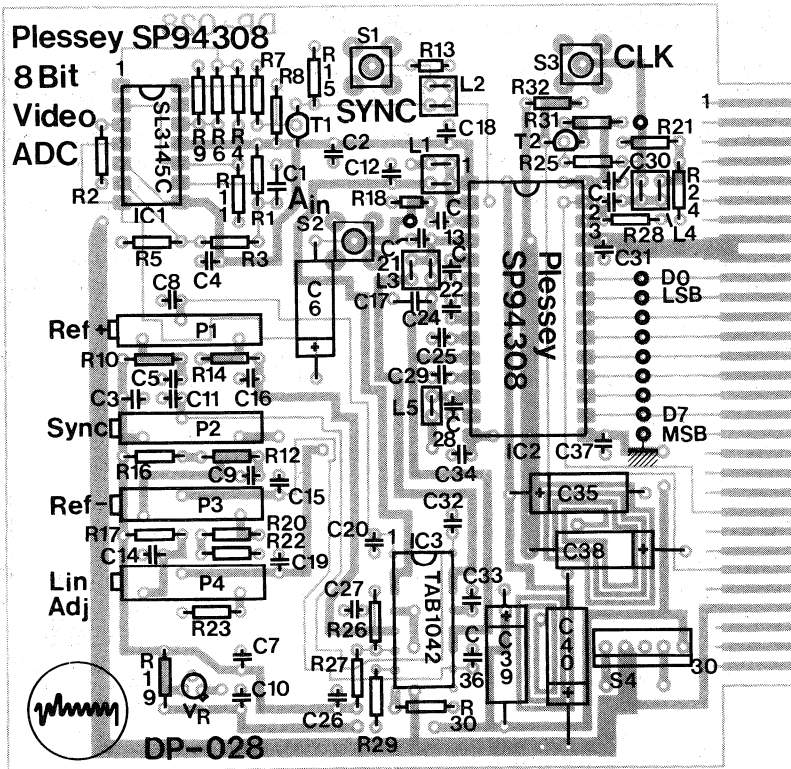 Plessey SP94308
8 Bit
Video
ADC
1
SL3145C
IC1
R2
R9
R6
R4
R7
R8
R15
S1
R13
L2
SYNC
T1
C2
C18
L1
1
C12
R11
R1
C1
Ain
S2
R18
C13
S3
CLK
R32
R31
T2
R25
R21
C30
C23
R24
R28
L4
1
R5
R3
C4
C8
C6
C21
L3
C17
C22
C24
C25
C29
L5
C28
C34
Plessey
SP94308
IC2
C31
D0
LSB
D7
MSB
C37
Ref +
P1
R10
R14
C5
C3
C11
C16
Sync
P2
R16
R12
C9
C15
Ref-
P3
R17
R20
R22
C14
C19
Lin
Adj
P4
R23
C20
1
IC3
TAB1042
C32
C33
C35
C38
C27
R26
C36
C39
C40
S4
30
R19
VR
C7
C10
R27
C26
R29
R30
DP-028